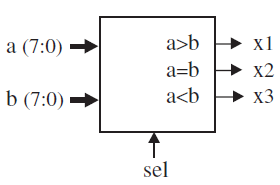 a (7:0) a>b x1
a=b x2
b (7:0) a<b x3
sel